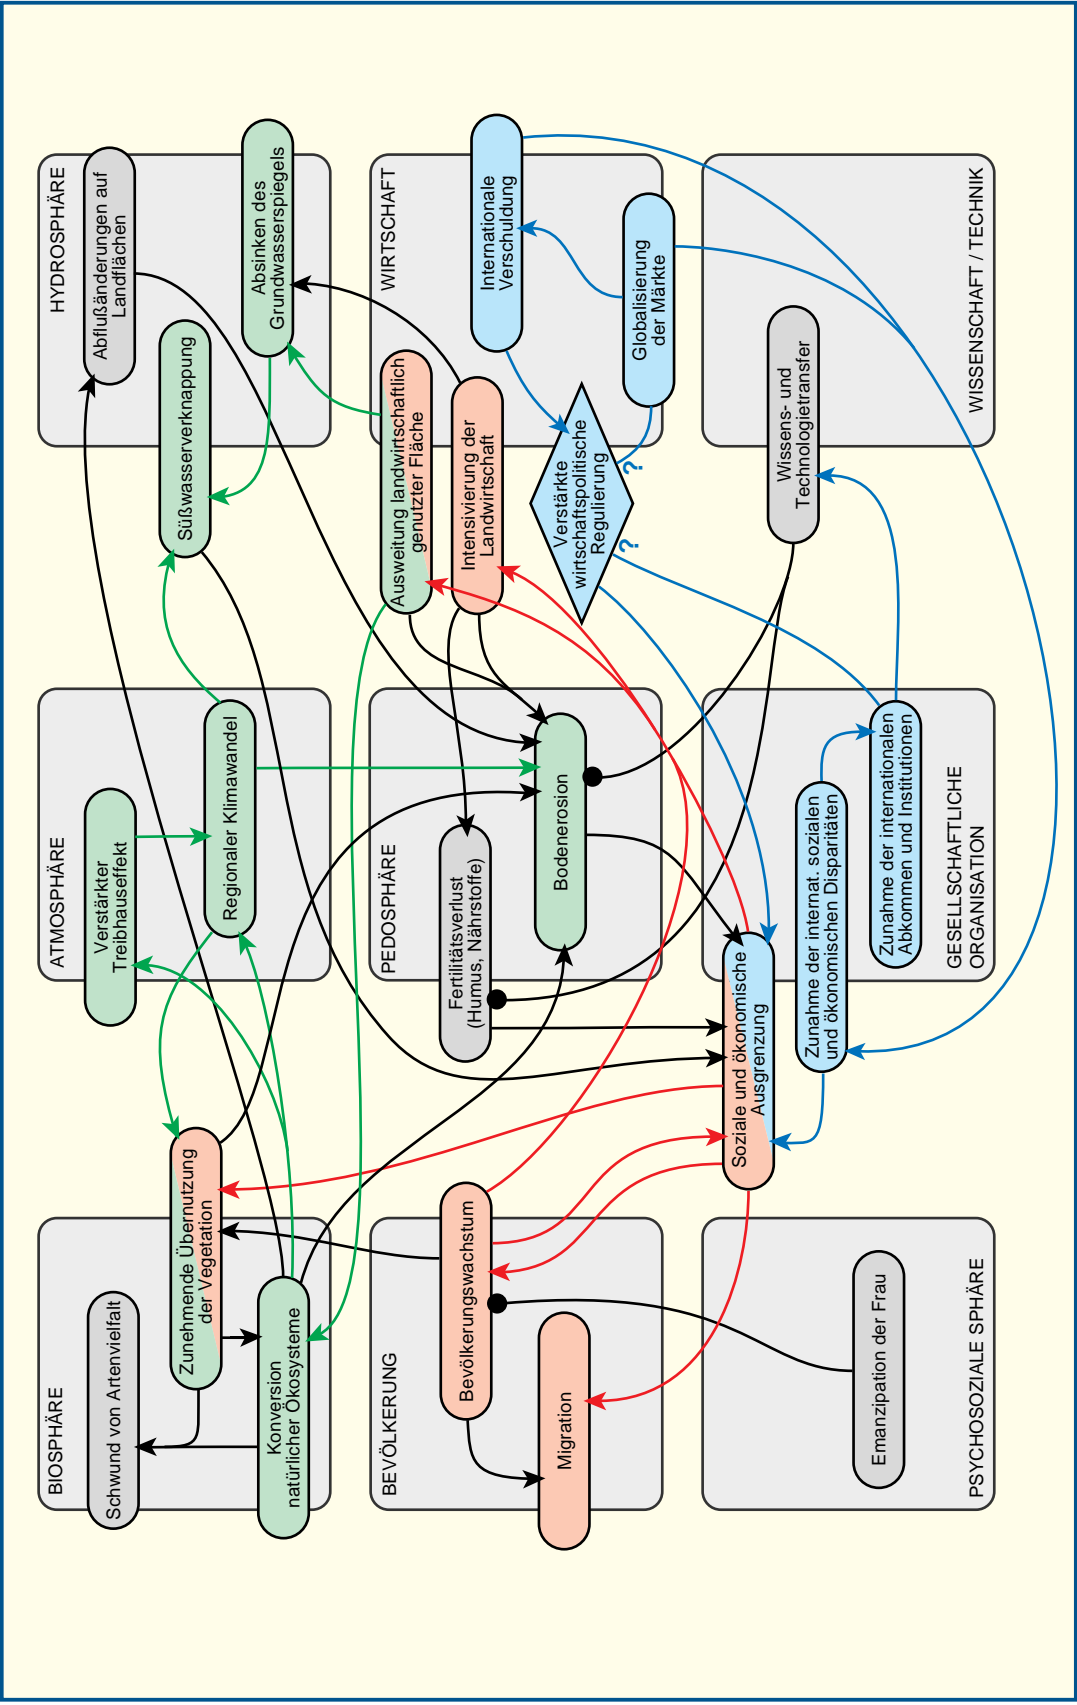 BIOSPHÄRE
Schwund von Artenvielfalt
Zunehmende Übernutzung
der Vegetation
Konversion
natürlicher Ökosysteme
ATMOSPHÄRE
Verstärkter
Treibhauseffekt
Regionaler Klimawandel
HYDROSPHÄRE
Abflußänderungen auf
Landflächen
Süßwasserverknappung
Absinken des
Grundwasserspiegels
BEVÖLKERUNG
Bevölkerungswachstum
Migration
PEDOSPHÄRE
Fertilitätsverlust
(Humus, Nährstoffe)
Bodenerosion
WIRTSCHAFT
Ausweitung landwirtschaftlich
genutzter Fläche
Intensivierung der
Landwirtschaft
Internationale
Verschuldung
Verstärkte
wirtschaftspolitische
Regulierung
?
?
Globalisierung
der Märkte
PSYCHOSOZIALE SPHÄRE
Emanzipation der Frau
Soziale und ökonomische
Ausgrenzung
Zunahme der internat. sozialen
und ökonomischen Disparitäten
Zunahme der internationalen
Abkommen und Institutionen
GESELLSCHAFTLICHE
ORGANISATION
Wissens- und
Technologietransfer
WISSENSCHAFT / TECHNIK